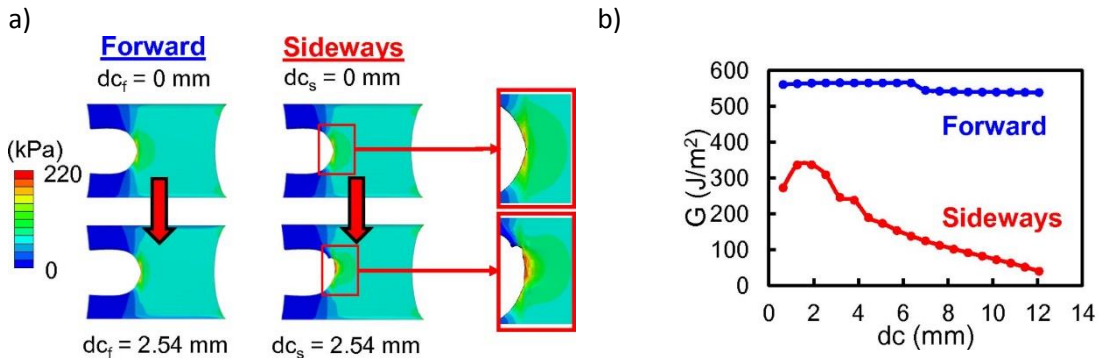 a)
Forward
dc_f = 0 mm
Sideways
dc_s = 0 mm
(kPa)
220
0
dc_f = 2.54 mm
dc_s = 2.54 mm
b)
600
500
400
300
200
100
0
G (J/m²)
Forward
Sideways
0 2 4 6 8 10 12 14
dc (mm)